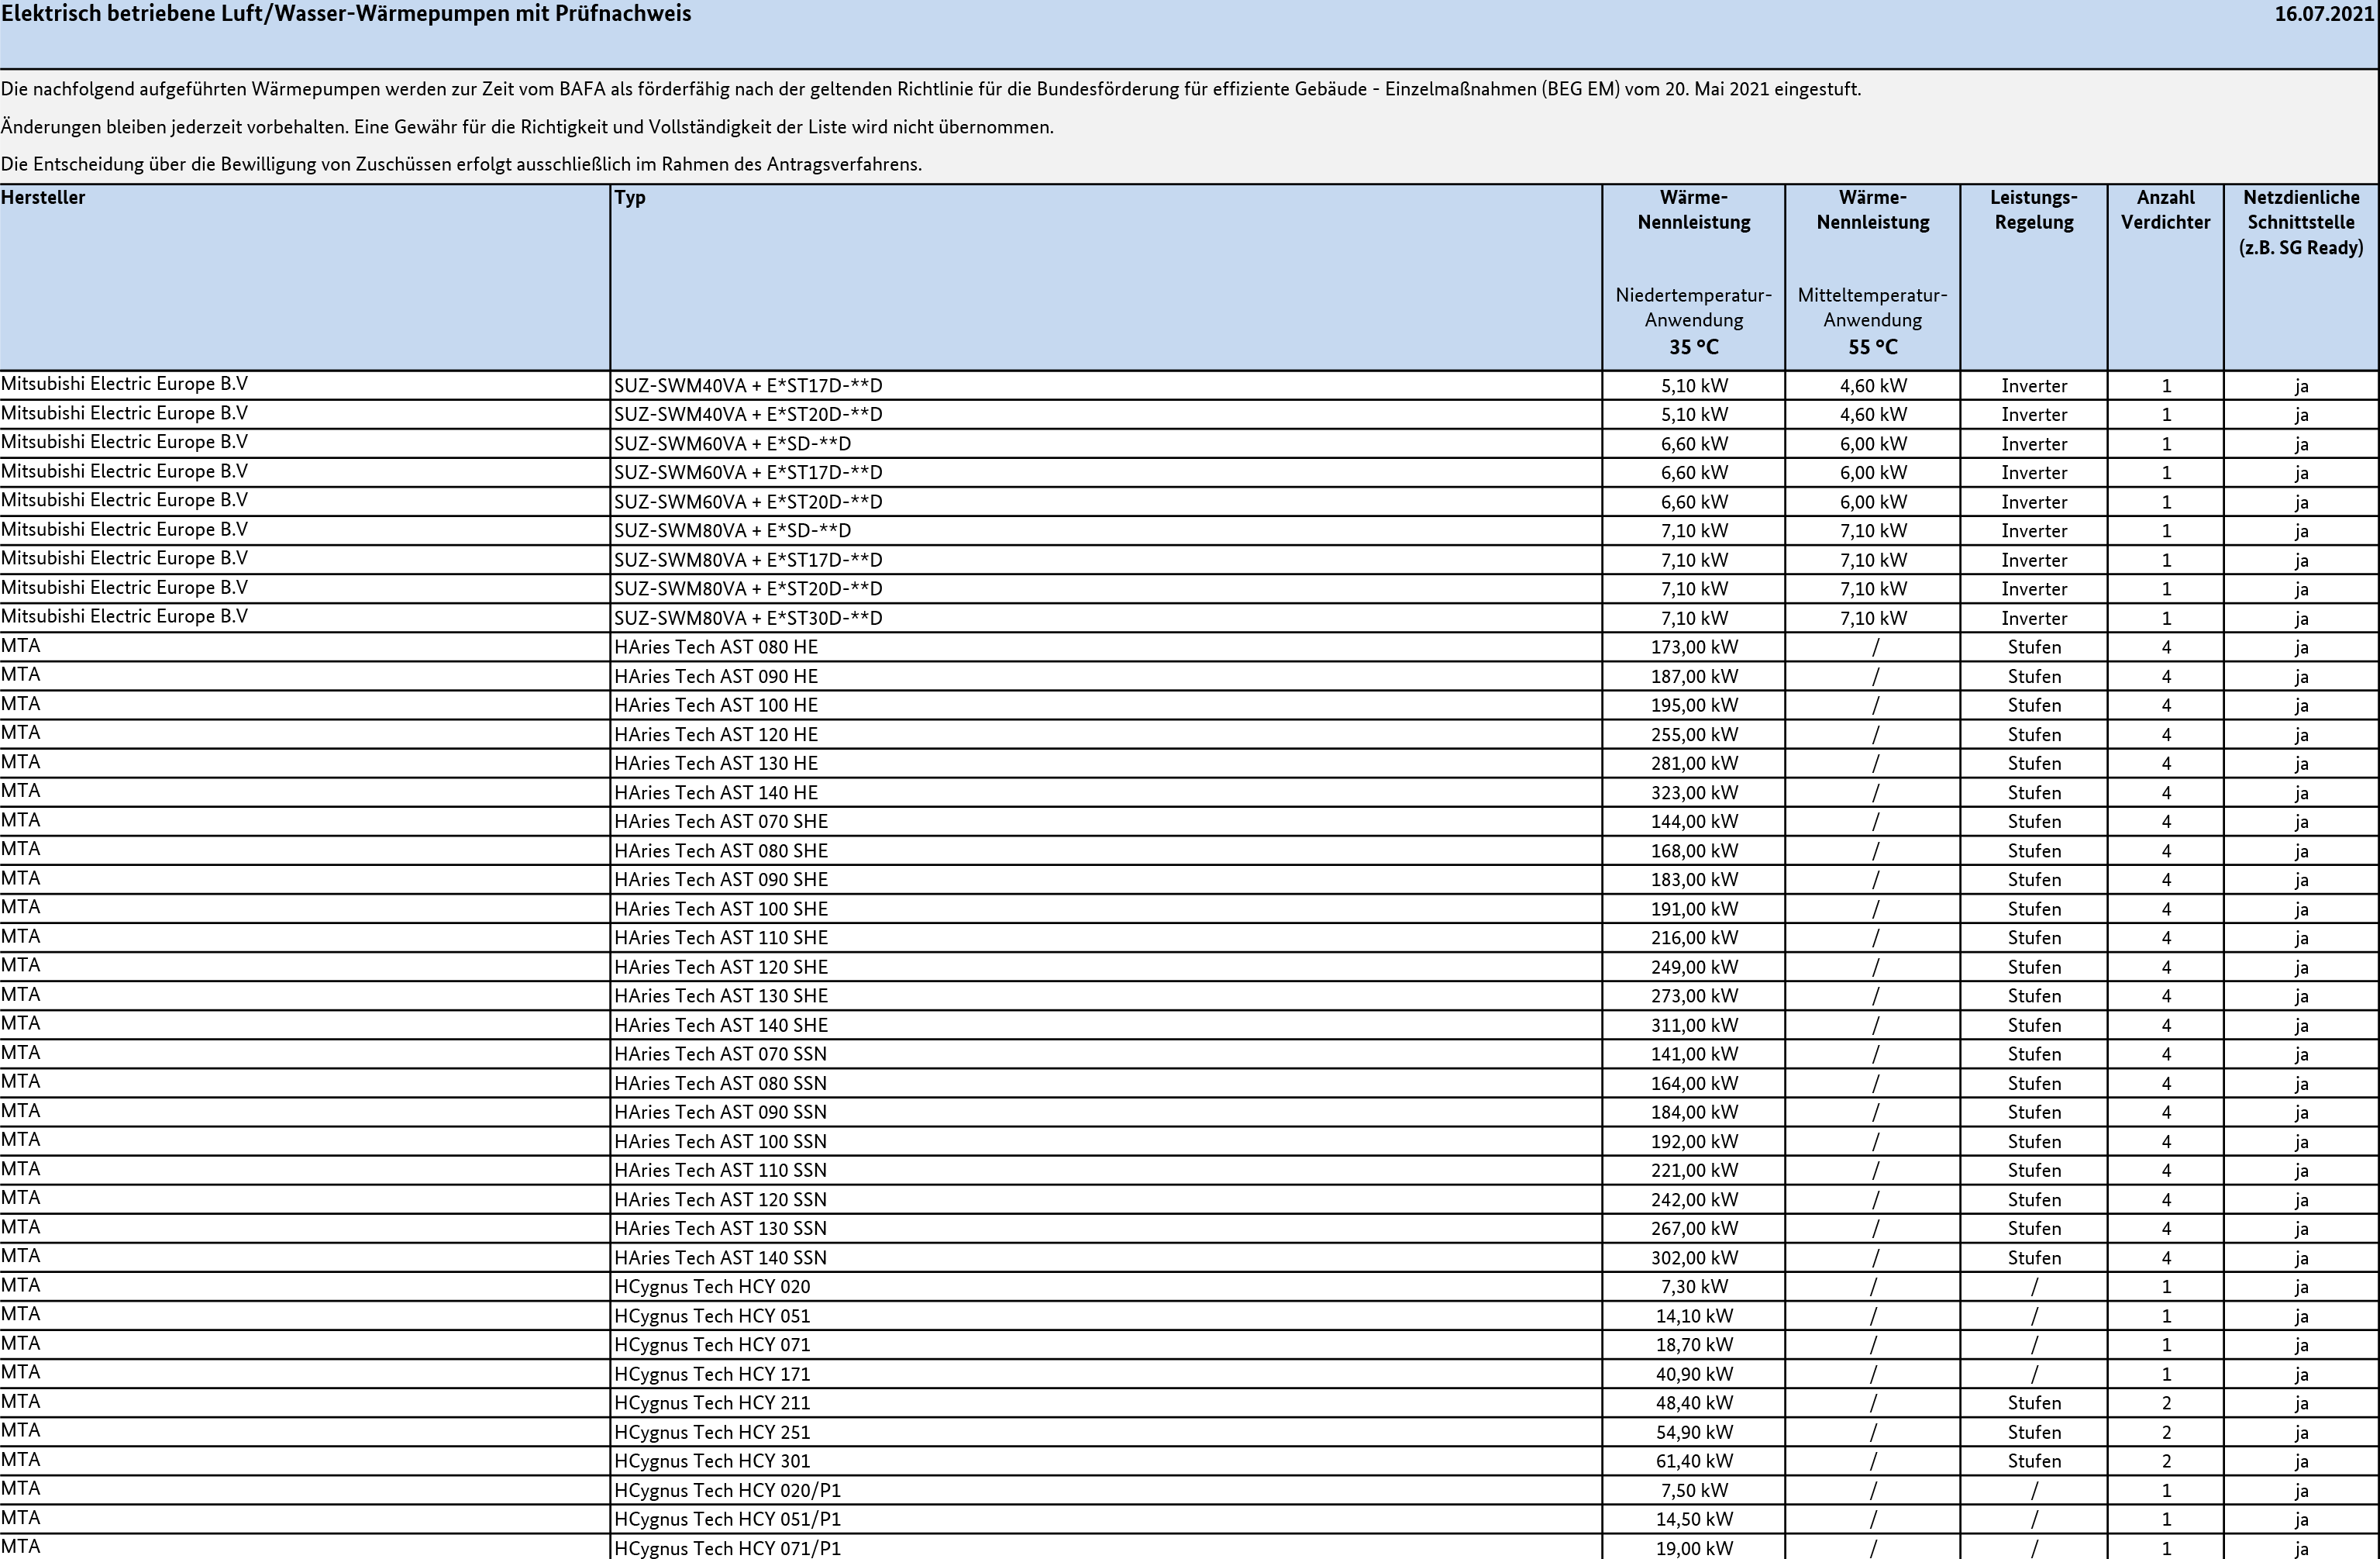 Elektrisch betriebene Luft/Wasser-Wärmepumpen mit Prüfnachweis 16.07.2021
Die nachfolgend aufgeführten Wärmepumpen werden zur Zeit vom BAFA als förderfähig nach der geltenden Richtlinie für die Bundesförderung für effiziente Gebäude - Einzelmaßnahmen (BEG EM) vom 20. Mai 2021 eingestuft.
Änderungen bleiben jederzeit vorbehalten. Eine Gewähr für die Richtigkeit und Vollständigkeit der Liste wird nicht übernommen.
Die Entscheidung über die Bewilligung von Zuschüssen erfolgt ausschließlich im Rahmen des Antragsverfahrens.
Hersteller Typ Wärme- Wärme- Leistungs- Anzahl Netzdienliche
Nennleistung Nennleistung Regelung Verdichter Schnittstelle
(z.B. SG Ready)
Niedertemperatur- Mitteltemperatur-
Anwendung Anwendung
35 °C 55 °C
Mitsubishi Electric Europe B.V SUZ-SWM40VA + E*ST17D-**D 5,10 kW 4,60 kW Inverter 1 ja
Mitsubishi Electric Europe B.V SUZ-SWM40VA + E*ST20D-**D 5,10 kW 4,60 kW Inverter 1 ja
Mitsubishi Electric Europe B.V SUZ-SWM60VA + E*SD-**D 6,60 kW 6,00 kW Inverter 1 ja
Mitsubishi Electric Europe B.V SUZ-SWM60VA + E*ST17D-**D 6,60 kW 6,00 kW Inverter 1 ja
Mitsubishi Electric Europe B.V SUZ-SWM60VA + E*ST20D-**D 6,60 kW 6,00 kW Inverter 1 ja
Mitsubishi Electric Europe B.V SUZ-SWM80VA + E*SD-**D 7,10 kW 7,10 kW Inverter 1 ja
Mitsubishi Electric Europe B.V SUZ-SWM80VA + E*ST17D-**D 7,10 kW 7,10 kW Inverter 1 ja
Mitsubishi Electric Europe B.V SUZ-SWM80VA + E*ST20D-**D 7,10 kW 7,10 kW Inverter 1 ja
Mitsubishi Electric Europe B.V SUZ-SWM80VA + E*ST30D-**D 7,10 kW 7,10 kW Inverter 1 ja
MTA HAries Tech AST 080 HE 173,00 kW / Stufen 4 ja
MTA HAries Tech AST 090 HE 187,00 kW / Stufen 4 ja
MTA HAries Tech AST 100 HE 195,00 kW / Stufen 4 ja
MTA HAries Tech AST 120 HE 255,00 kW / Stufen 4 ja
MTA HAries Tech AST 130 HE 281,00 kW / Stufen 4 ja
MTA HAries Tech AST 140 HE 323,00 kW / Stufen 4 ja
MTA HAries Tech AST 070 SHE 144,00 kW / Stufen 4 ja
MTA HAries Tech AST 080 SHE 168,00 kW / Stufen 4 ja
MTA HAries Tech AST 090 SHE 183,00 kW / Stufen 4 ja
MTA HAries Tech AST 100 SHE 191,00 kW / Stufen 4 ja
MTA HAries Tech AST 110 SHE 216,00 kW / Stufen 4 ja
MTA HAries Tech AST 120 SHE 249,00 kW / Stufen 4 ja
MTA HAries Tech AST 130 SHE 273,00 kW / Stufen 4 ja
MTA HAries Tech AST 140 SHE 311,00 kW / Stufen 4 ja
MTA HAries Tech AST 070 SSN 141,00 kW / Stufen 4 ja
MTA HAries Tech AST 080 SSN 164,00 kW / Stufen 4 ja
MTA HAries Tech AST 090 SSN 184,00 kW / Stufen 4 ja
MTA HAries Tech AST 100 SSN 192,00 kW / Stufen 4 ja
MTA HAries Tech AST 110 SSN 221,00 kW / Stufen 4 ja
MTA HAries Tech AST 120 SSN 242,00 kW / Stufen 4 ja
MTA HAries Tech AST 130 SSN 267,00 kW / Stufen 4 ja
MTA HAries Tech AST 140 SSN 302,00 kW / Stufen 4 ja
MTA HCygnus Tech HCY 020 7,30 kW / / 1 ja
MTA HCygnus Tech HCY 051 14,10 kW / / 1 ja
MTA HCygnus Tech HCY 071 18,70 kW / / 1 ja
MTA HCygnus Tech HCY 171 40,90 kW / / 1 ja
MTA HCygnus Tech HCY 211 48,40 kW / Stufen 2 ja
MTA HCygnus Tech HCY 251 54,90 kW / Stufen 2 ja
MTA HCygnus Tech HCY 301 61,40 kW / Stufen 2 ja
MTA HCygnus Tech HCY 020/P1 7,50 kW / / 1 ja
MTA HCygnus Tech HCY 051/P1 14,50 kW / / 1 ja
MTA HCygnus Tech HCY 071/P1 19,00 kW / / 1 ja